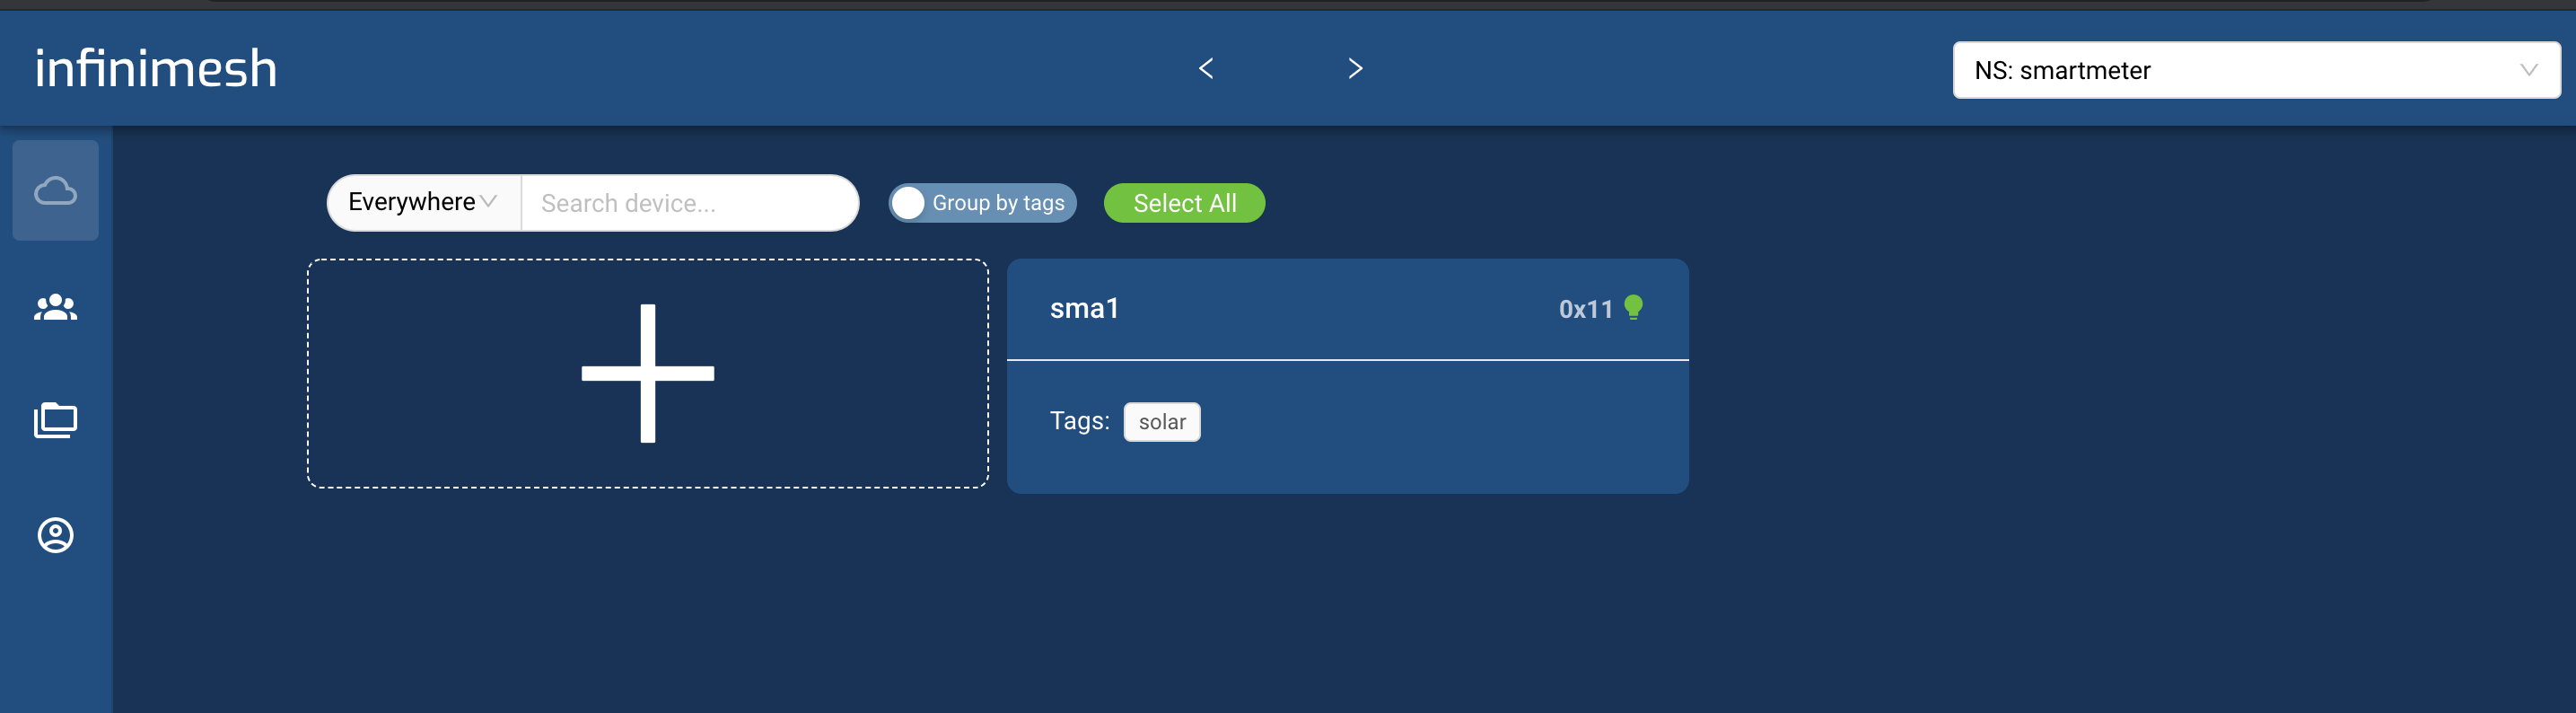 infinimesh
< >
NS: smartmeter
Everywhere
Search device...
Group by tags
Select All
sma1
0x11
Tags: solar